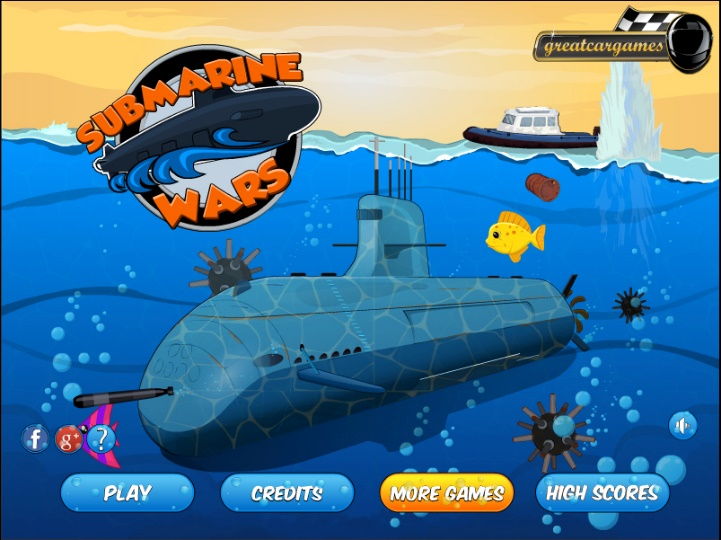 greatcargames
SUBMARINE
WARS
f
g+
?
PLAY
CREDITS
MORE GAMES
HIGH SCORES